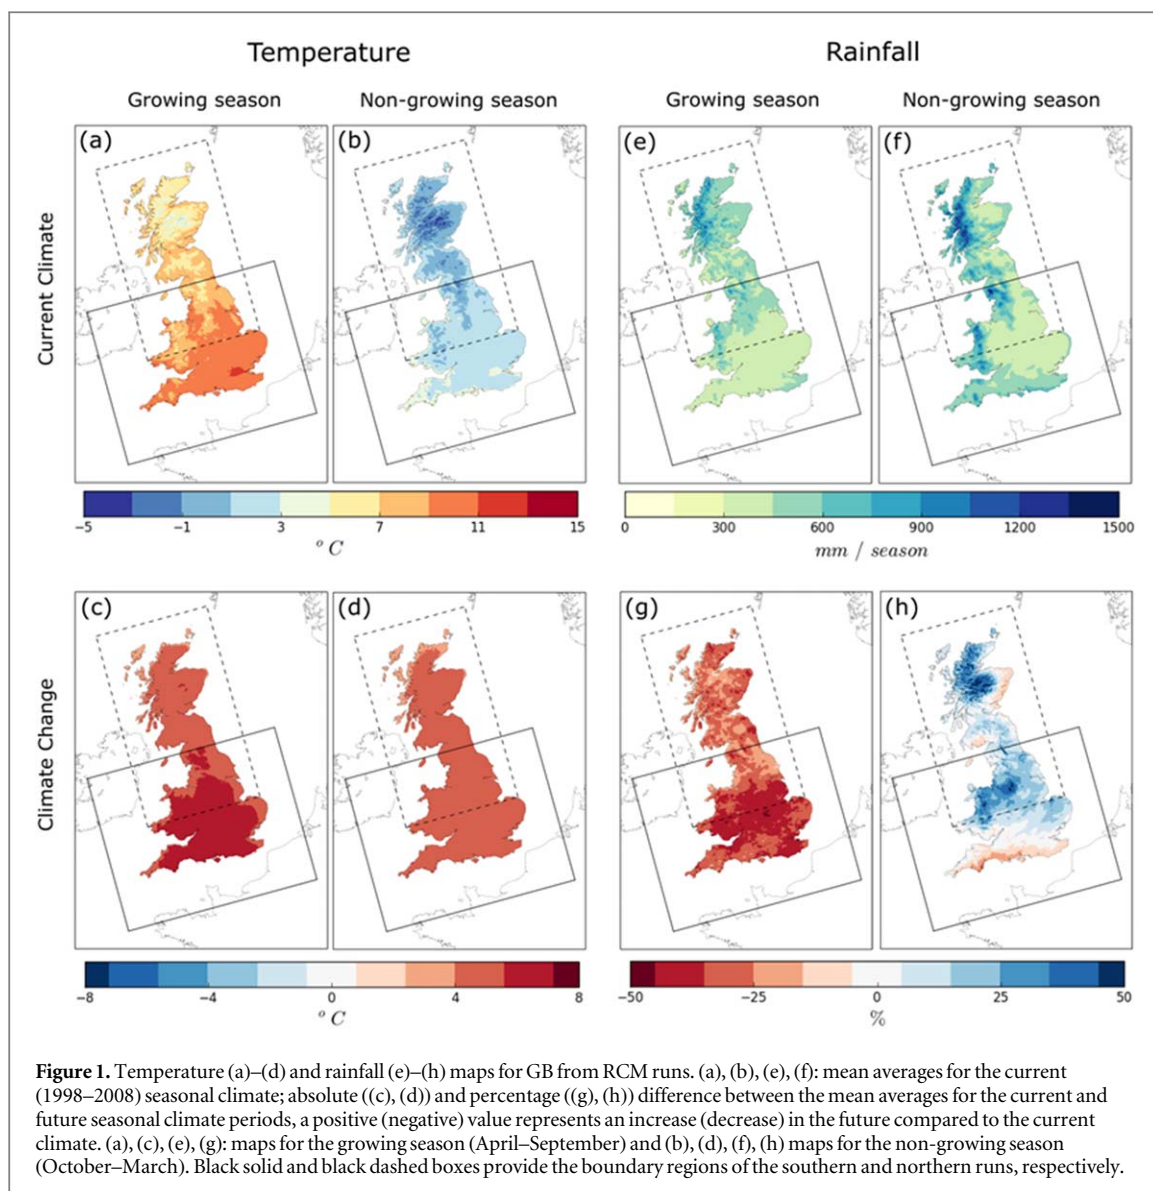 Temperature
Rainfall
Growing season
Non-growing season
Growing season
Non-growing season
Current Climate
(a)
(b)
(e)
(f)
−5 −1 3 7 11 15
° C
0 300 600 900 1200 1500
mm / season
Climate Change
(c)
(d)
(g)
(h)
−8 −4 0 4 8
° C
−50 −25 0 25 50
%
Figure 1. Temperature (a)–(d) and rainfall (e)–(h) maps for GB from RCM runs. (a), (b), (e), (f): mean averages for the current
(1998–2008) seasonal climate; absolute ((c), (d)) and percentage ((g), (h)) difference between the mean averages for the current and
future seasonal climate periods, a positive (negative) value represents an increase (decrease) in the future compared to the current
climate. (a), (c), (e), (g): maps for the growing season (April–September) and (b), (d), (f), (h) maps for the non-growing season
(October–March). Black solid and black dashed boxes provide the boundary regions of the southern and northern runs, respectively.